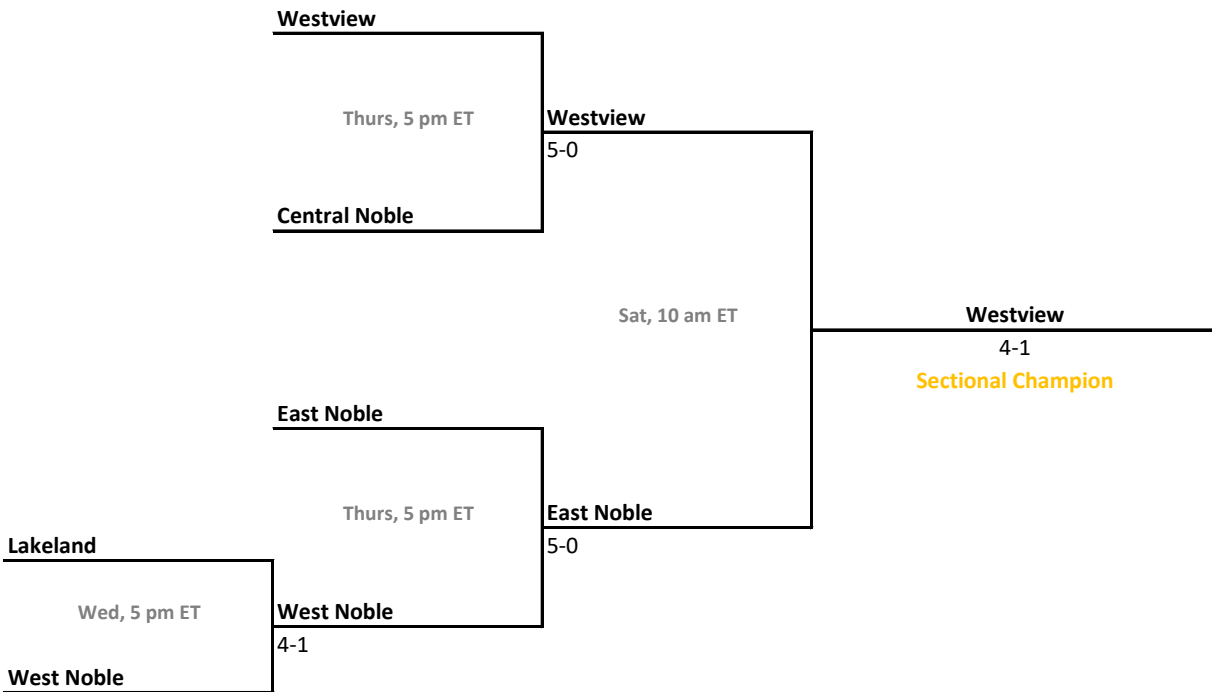 Westview
Thurs, 5 pm ET
Westview
5-0
Central Noble
Sat, 10 am ET
Westview
4-1
Sectional Champion
East Noble
Thurs, 5 pm ET
East Noble
5-0
Lakeland
Wed, 5 pm ET
West Noble
4-1
West Noble